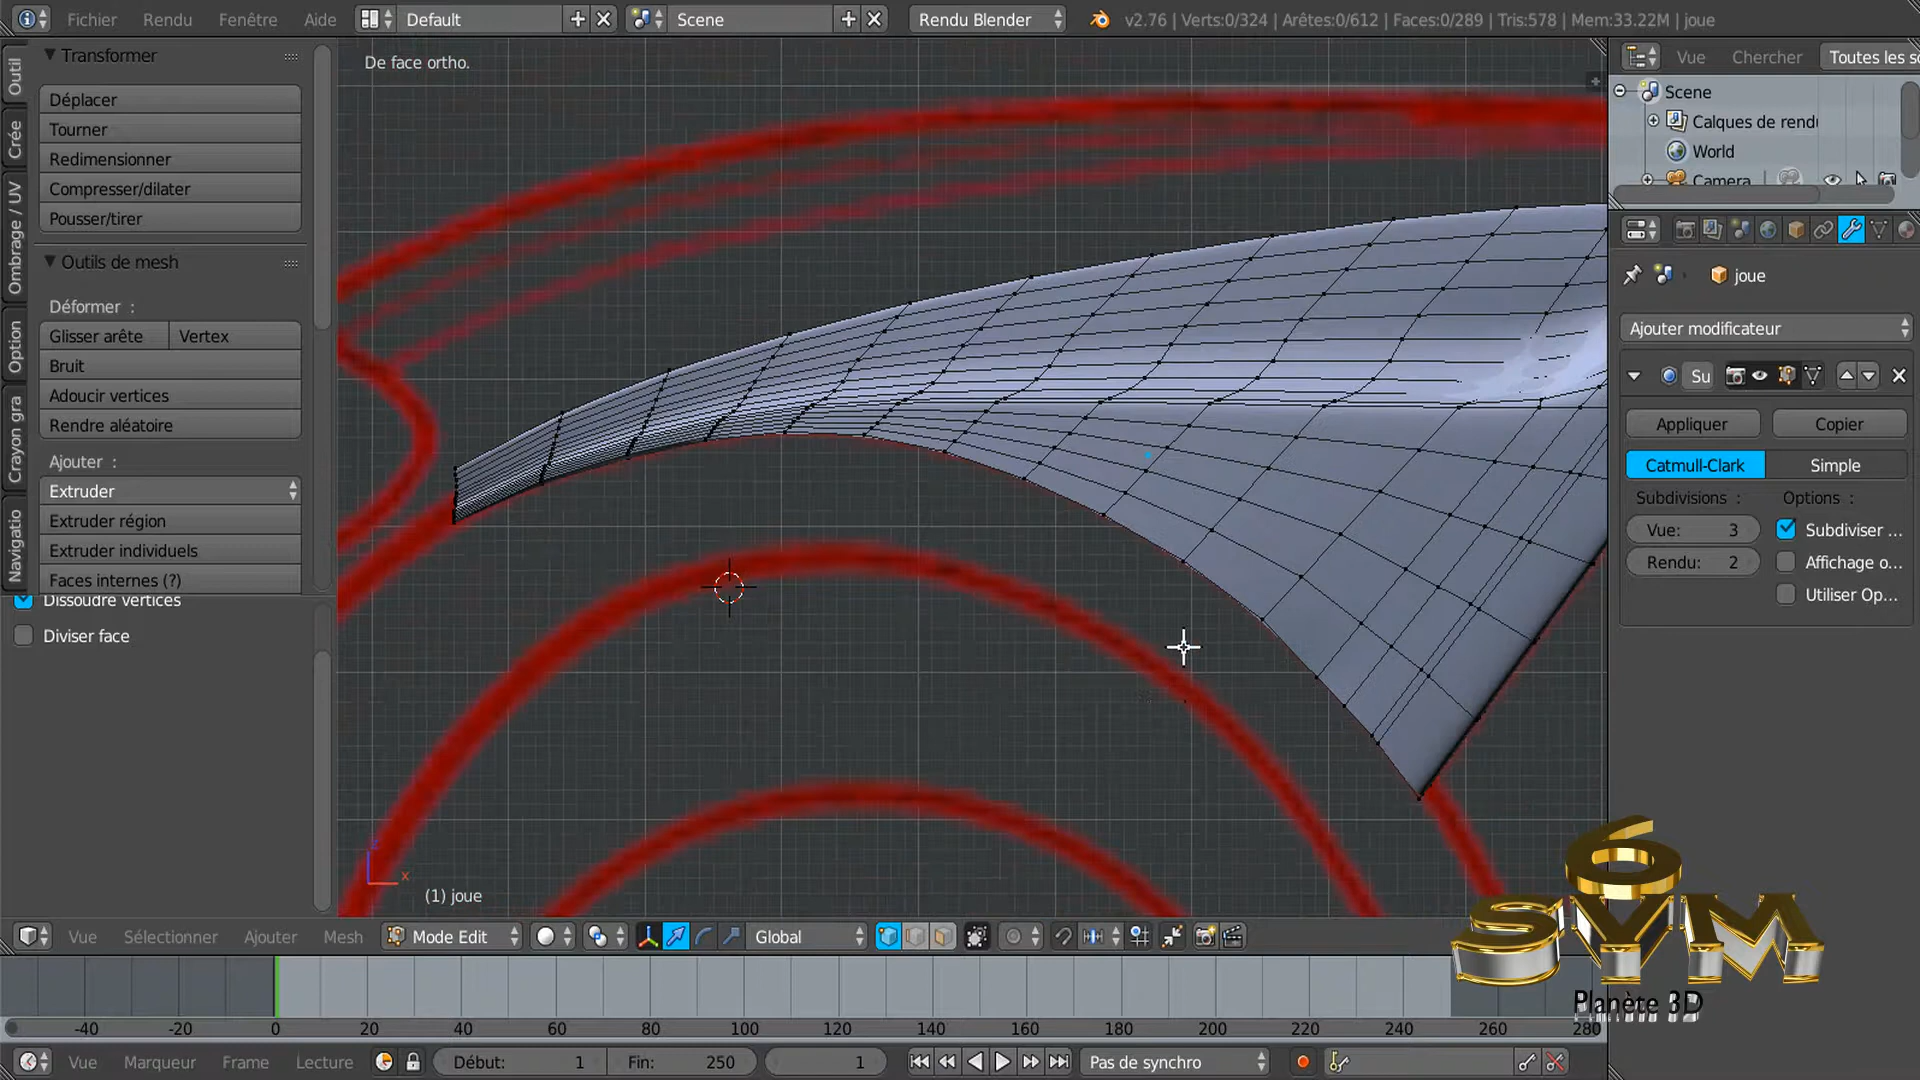 Fichier Rendu Fenêtre Aide Default Scene Rendu Blender v2.76 | Verts:0/324 | Arêtes:0/612 | Faces:0/289 | Tris:578 | Mem:33.22M | joue
Outil
Crée
Ombrage / UV
Option
Crayon gra
Navigatio
Transformer
Déplacer
Tourner
Redimensionner
Compresser/dilater
Pousser/tirer
Outils de mesh
Déformer :
Glisser arête Vertex
Bruit
Adoucir vertices
Rendre aléatoire
Ajouter :
Extruder
Extruder région
Extruder individuels
Faces internes (?)
Dissoudre vertices
Diviser face
De face ortho.
x
(1) joue
Vue Chercher Toutes les s
Scene
Calques de rend
World
Camera
joue
Ajouter modificateur
Su
Appliquer Copier
Catmull-Clark Simple
Subdivisions : Options :
Vue: 3 Subdiviser ...
Rendu: 2 Affichage o...
Utiliser Op...
Vue Sélectionner Ajouter Mesh Mode Edit Global
6
SYM
Planète 3D
-40 -20 0 20 40 60 80 100 120 140 160 180 200 220 240 260 280
Vue Marqueur Frame Lecture Début: 1 Fin: 250 1 Pas de synchro